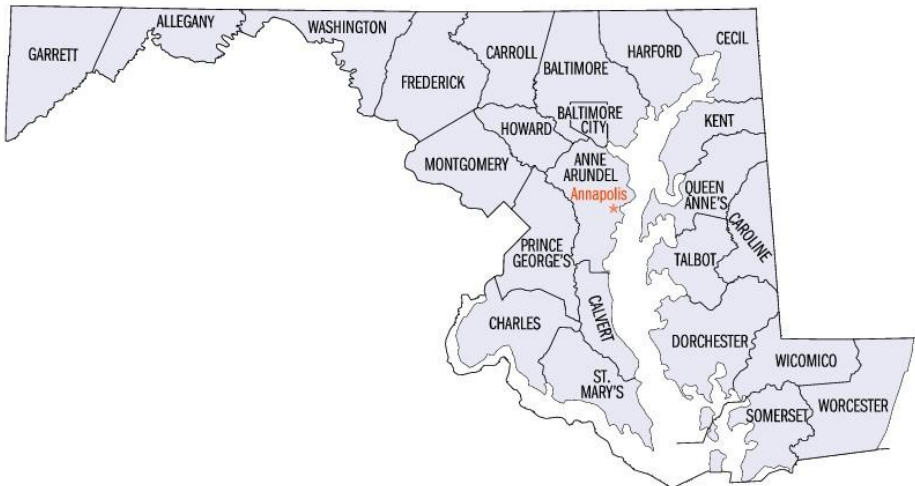 ALLEGANY
GARRETT
WASHINGTON
FREDERICK
CARROLL
BALTIMORE
HARFORD
CECIL
BALTIMORE
CITY
KENT
HOWARD
MONTGOMERY
ANNE
ARUNDEL
Annapolis
*
QUEEN
ANNE'S
CAROLINE
PRINCE
GEORGE'S
TALBOT
CHARLES
CALVERT
DORCHESTER
WICOMICO
ST.
MARY'S
SOMERSET
WORCESTER